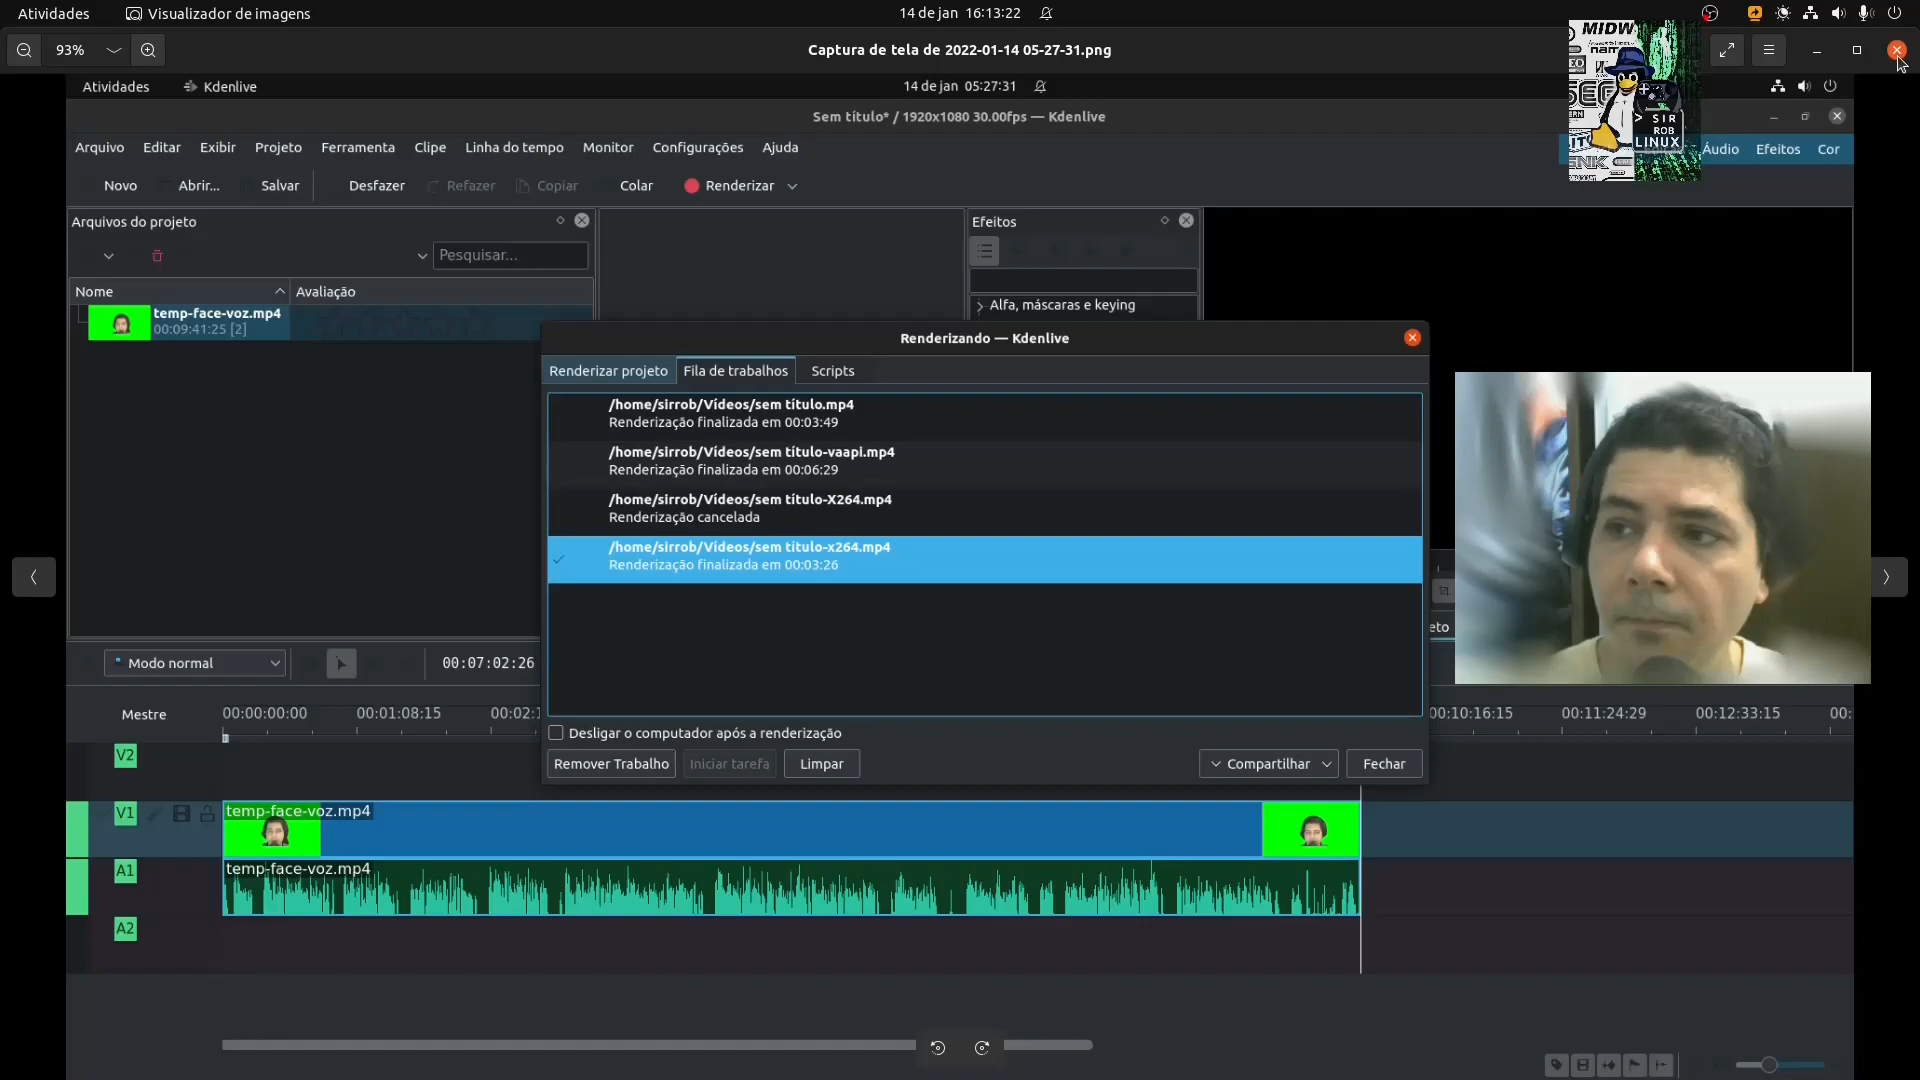 Atividades
Visualizador de imagens
14 de jan 16:13:22
93%
Captura de tela de 2022-01-14 05-27-31.png
MIDW
SEG
> SIR
ROB
LINUX
Atividades
Kdenlive
14 de jan 05:27:31
Sem título* / 1920x1080 30.00fps — Kdenlive
Arquivo
Editar
Exibir
Projeto
Ferramenta
Clipe
Linha do tempo
Monitor
Configurações
Ajuda
Áudio
Efeitos
Cor
Novo
Abrir...
Salvar
Desfazer
Refazer
Copiar
Colar
Renderizar
Arquivos do projeto
Efeitos
Pesquisar...
Nome
Avaliação
temp-face-voz.mp4
00:09:41:25 [2]
Alfa, máscaras e keying
Renderizando — Kdenlive
Renderizar projeto
Fila de trabalhos
Scripts
/home/sirrob/Vídeos/sem título.mp4
Renderização finalizada em 00:03:49
/home/sirrob/Vídeos/sem título-vaapi.mp4
Renderização finalizada em 00:06:29
/home/sirrob/Vídeos/sem título-X264.mp4
Renderização cancelada
/home/sirrob/Vídeos/sem título-x264.mp4
Renderização finalizada em 00:03:26
eto
Modo normal
00:07:02:26
Mestre
00:00:00:00
00:01:08:15
00:02:1
00:10:16:15
00:11:24:29
00:12:33:15
00:
Desligar o computador após a renderização
Remover Trabalho
Iniciar tarefa
Limpar
Compartilhar
Fechar
V2
V1
temp-face-voz.mp4
A1
temp-face-voz.mp4
A2